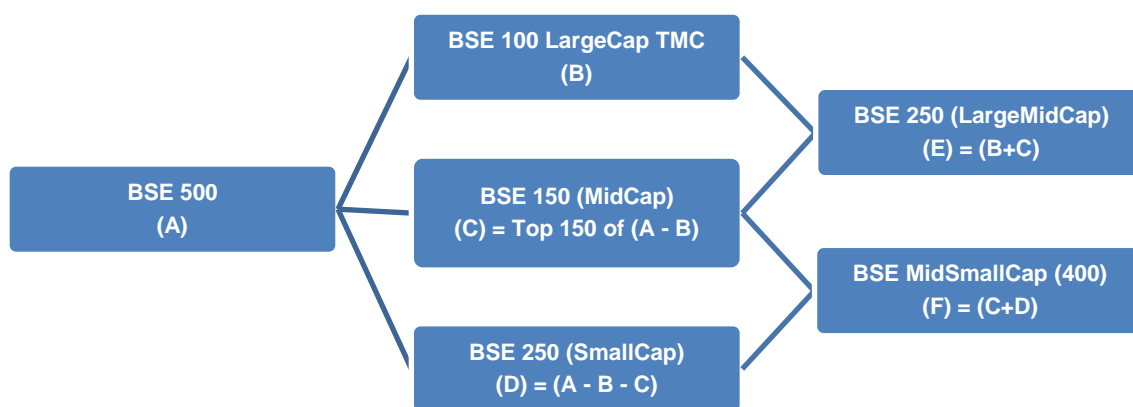 BSE 500
(A)
BSE 100 LargeCap TMC
(B)
BSE 150 (MidCap)
(C) = Top 150 of (A - B)
BSE 250 (SmallCap)
(D) = (A - B - C)
BSE 250 (LargeMidCap)
(E) = (B+C)
BSE MidSmallCap (400)
(F) = (C+D)